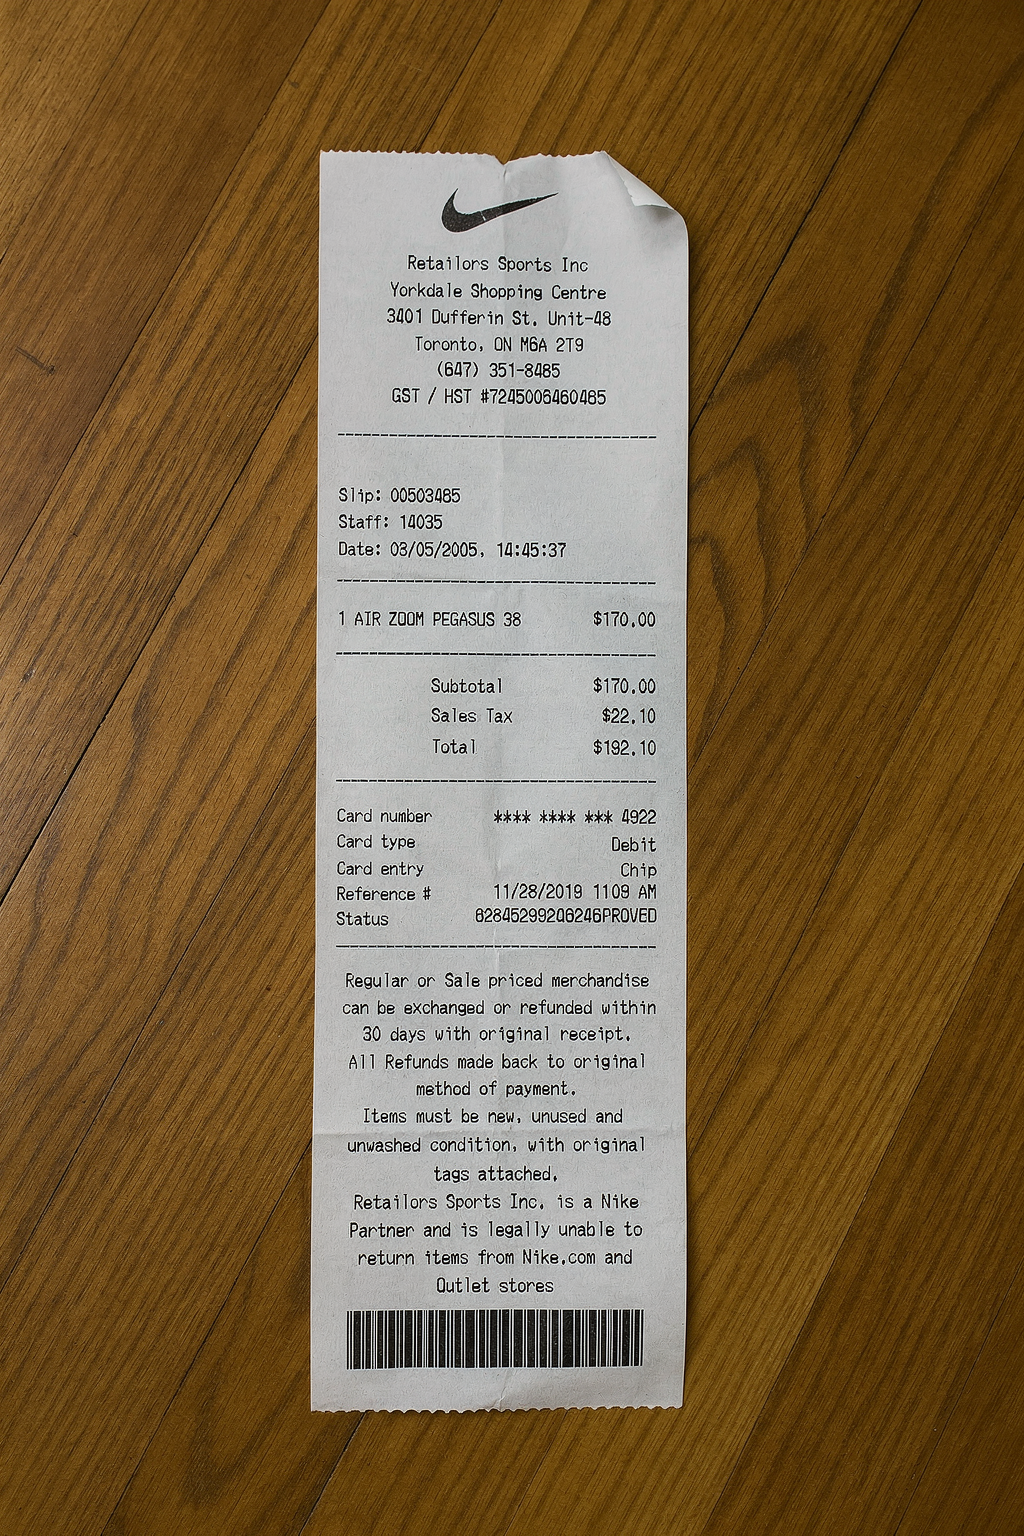 Retailors Sports Inc
Yorkdale Shopping Centre
3401 Dufferin St. Unit-48
Toronto, ON M6A 2T9
(647) 351-8485
GST / HST #7245006460485
Slip: 00503485
Staff: 14035
Date: 03/05/2005, 14:45:37
1 AIR ZOOM PEGASUS 38 $170.00
Subtotal $170.00
Sales Tax $22.10
Total $192.10
Card number **** **** *** 4922
Card type Debit
Card entry Chip
Reference # 11/28/2019 1109 AM
Status 62845299206246PROVED
Regular or Sale priced merchandise
can be exchanged or refunded within
30 days with original receipt.
All Refunds made back to original
method of payment.
Items must be new, unused and
unwashed condition, with original
tags attached.
Retailors Sports Inc. is a Nike
Partner and is legally unable to
return items from Nike.com and
Outlet stores